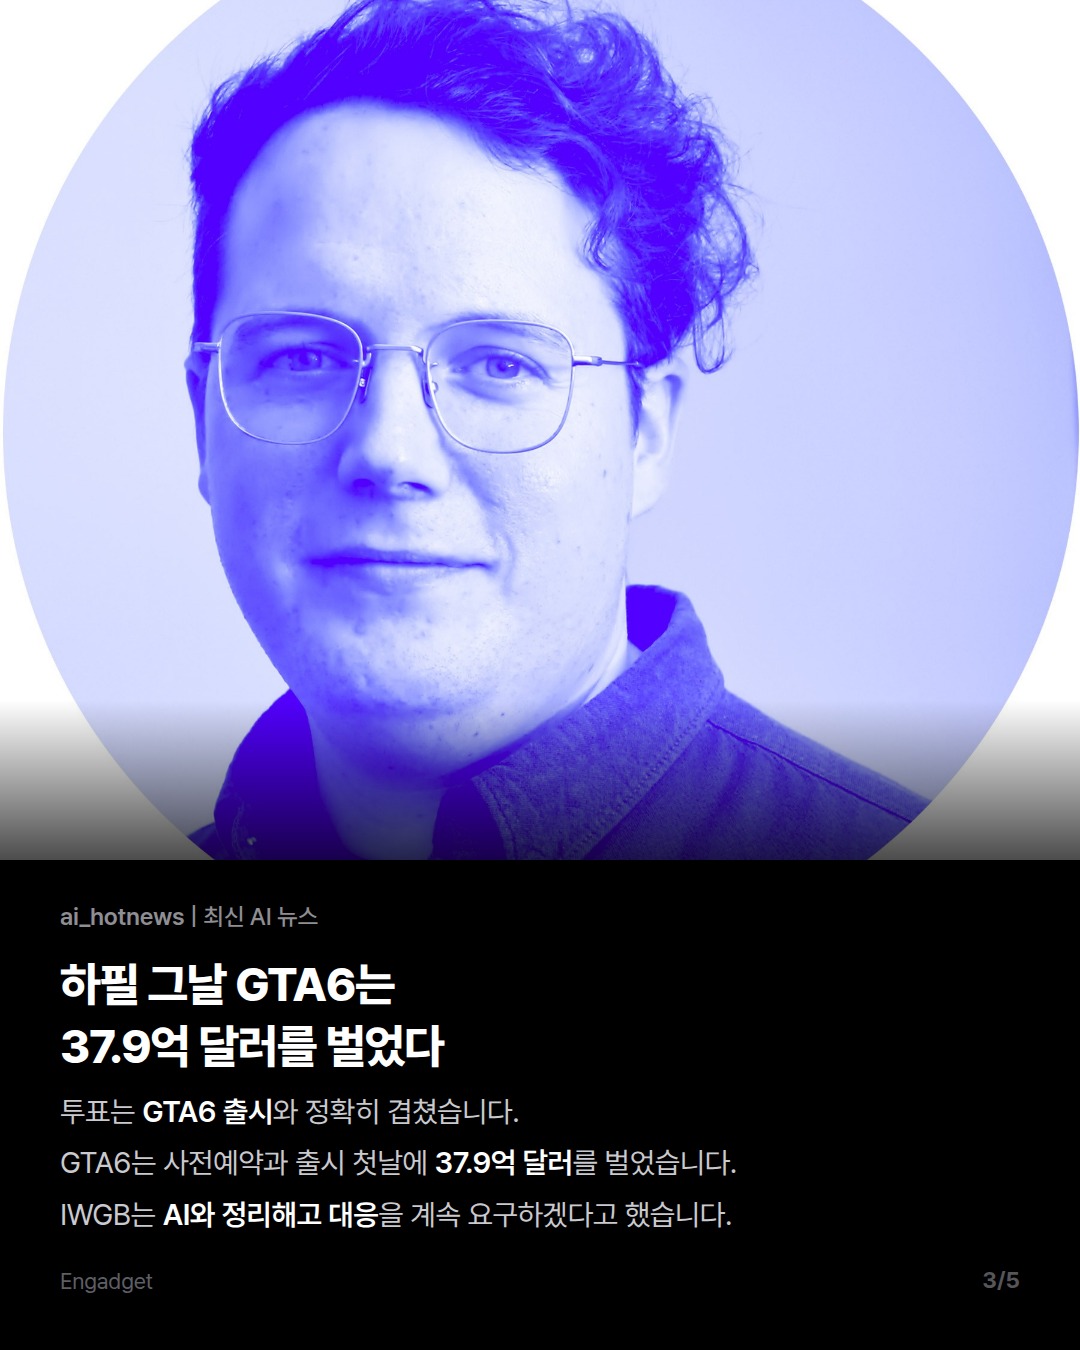 ai_hotnews | 최신 AI 뉴스
하필 그날 GTA6는
37.9억 달러를 벌었다
투표는 GTA6 출시와 정확히 겹쳤습니다.
GTA6는 사전예약과 출시 첫날에 37.9억 달러를 벌었습니다.
IWGB는 AI와 정리해고 대응을 계속 요구하겠다고 했습니다.
Engadget
3/5